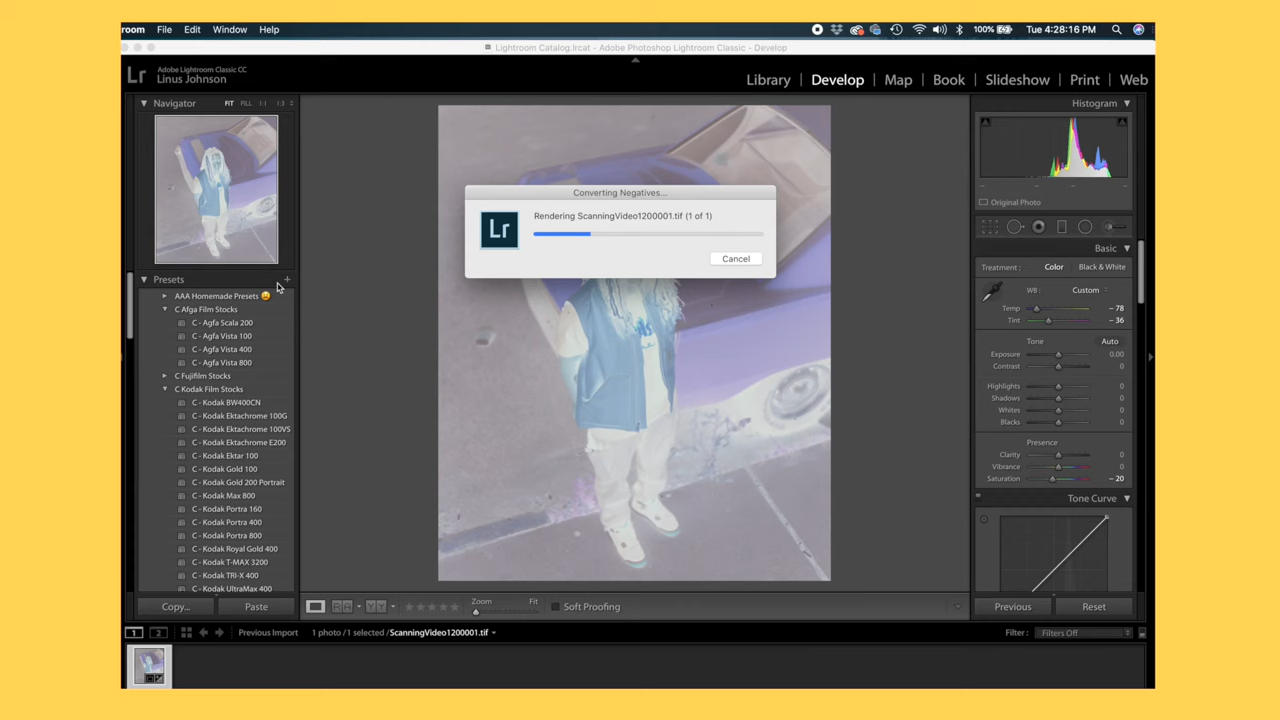 room File Edit Window Help 100% Tue 4:28:16 PM
Lightroom Catalog.lrcat - Adobe Photoshop Lightroom Classic - Develop
Lr Adobe Lightroom Classic CC
Linus Johnson
Library | Develop | Map | Book | Slideshow | Print | Web
Navigator FIT FILL 1:1 1:3
Histogram
Original Photo
Converting Negatives...
Lr
Rendering ScanningVideo1200001.tif (1 of 1)
Cancel
Presets +
AAA Homemade Presets 😀
C Afga Film Stocks
C - Agfa Scala 200
C - Agfa Vista 100
C - Agfa Vista 400
C - Agfa Vista 800
C Fujifilm Stocks
C Kodak Film Stocks
C - Kodak BW400CN
C - Kodak Ektachrome 100G
C - Kodak Ektachrome 100VS
C - Kodak Ektachrome E200
C - Kodak Ektar 100
C - Kodak Gold 100
C - Kodak Gold 200 Portrait
C - Kodak Max 800
C - Kodak Portra 160
C - Kodak Portra 400
C - Kodak Portra 800
C - Kodak Royal Gold 400
C - Kodak T-MAX 3200
C - Kodak TRI-X 400
C - Kodak UltraMax 400
Basic
Treatment : Color Black & White
WB : Custom
Temp - 78
Tint - 36
Tone Auto
Exposure 0.00
Contrast 0
Highlights 0
Shadows 0
Whites 0
Blacks 0
Presence
Clarity 0
Vibrance 0
Saturation - 20
Tone Curve
Copy... Paste
Zoom Fit Soft Proofing
Previous Reset
1 2 Previous Import 1 photo / 1 selected / ScanningVideo1200001.tif
Filter : Filters Off